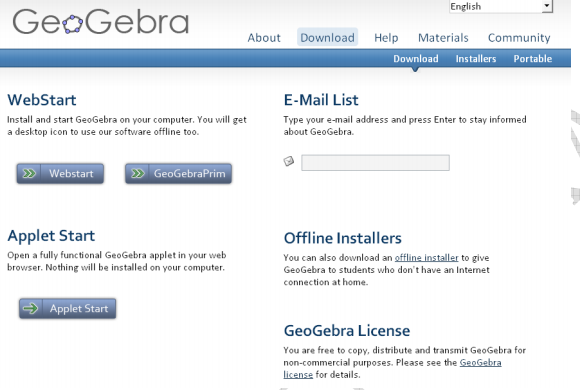 English
GeoGebra
About Download Help Materials Community
Download Installers Portable
WebStart
Install and start GeoGebra on your computer. You will get
a desktop icon to use our software offline too.
Webstart
GeoGebraPrim
Applet Start
Open a fully functional GeoGebra applet in your web
browser. Nothing will be installed on your computer.
Applet Start
E-Mail List
Type your e-mail address and press Enter to stay informed
about GeoGebra.
Offline Installers
You can also download an offline installer to give
GeoGebra to students who don't have an Internet
connection at home.
GeoGebra License
You are free to copy, distribute and transmit GeoGebra for
non-commercial purposes. Please see the GeoGebra
license for details.